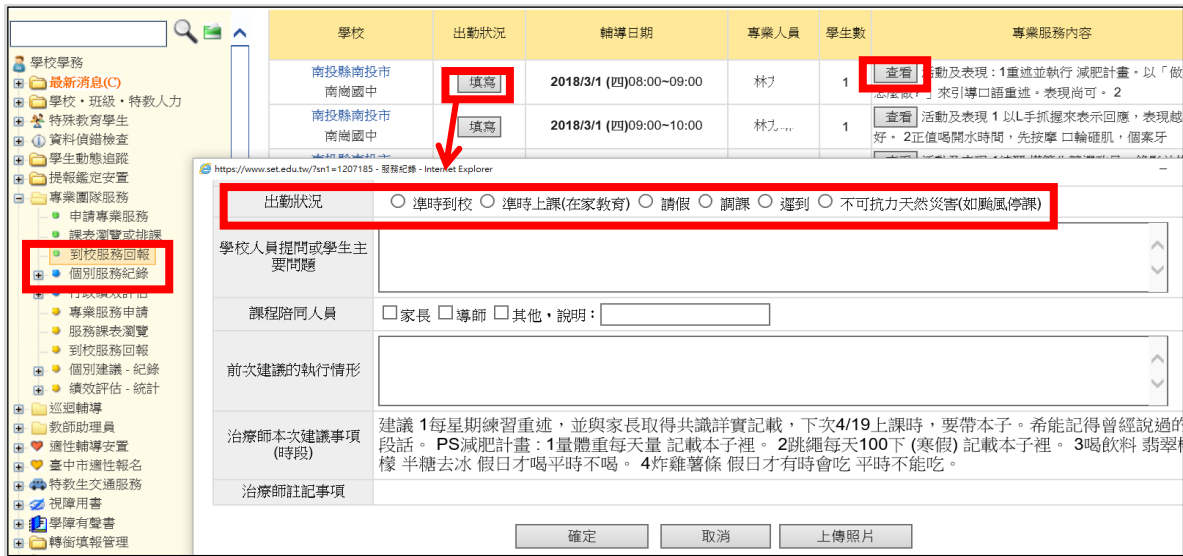 學校 出勤狀況 輔導日期 專業人員 學生數 專業服務內容
學校學務
最新消息(C)
學校・班級・特教人力
特殊教育學生
資料偵錯檢查
學生動態追蹤
提報鑑定安置
專業團隊服務
申請專業服務
課表瀏覽或排課
到校服務回報
個別服務紀錄
行政績效評估
專業服務申請
服務課表瀏覽
到校服務回報
個別建議 - 紀錄
績效評估 - 統計
巡迴輔導
教師助理員
適性輔導安置
臺中市適性報名
特教生交通服務
視障用書
學障有聲書
轉銜填報管理
南投縣南投市
南崗國中
填寫 2018/3/1 (四)08:00~09:00 林 1 查看 活動及表現：1重述並執行 減肥計畫。以「做
怎麼做?」來引導口語重述。表現尚可。 2
南投縣南投市
南崗國中
填寫 2018/3/1 (四)09:00~10:00 林 1 查看 活動及表現 1 以L手抓握來表示回應，表現越
好。 2正值喝開水時間，先按摩 口輪砸肌，個案牙
https://www.set.edu.tw/?sn1=1207185 - 服務紀錄 - Internet Explorer
出勤狀況 準時到校 準時上課(在家教育) 請假 調課 遲到 不可抗力天然災害(如颱風停課)
學校人員提問或學生主
要問題
課程陪同人員 家長 導師 其他，說明：
前次建議的執行情形
治療師本次建議事項
(時段)
建議 1每星期練習重述，並與家長取得共識詳實記載，下次4/19上課時，要帶本子。希能記得曾經說過的
段話。 PS減肥計畫：1量體重每天量 記載本子裡。 2跳繩每天100下 (寒假) 記載本子裡。 3喝飲料 翡翠檸
檬 半糖去冰 假日才喝平時不喝。 4炸雞薯條 假日才有時會吃 平時不能吃。
治療師註記事項
確定 取消 上傳照片